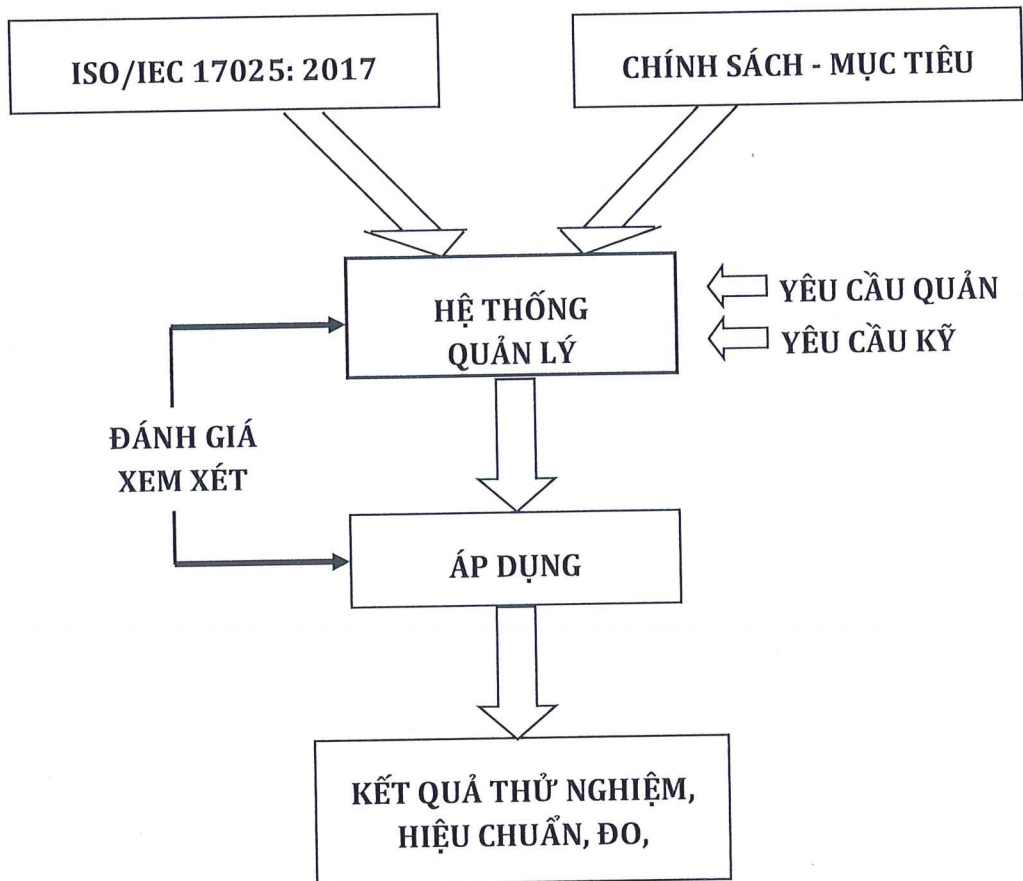 ISO/IEC 17025: 2017
CHÍNH SÁCH - MỤC TIÊU
HỆ THỐNG
QUẢN LÝ
YÊU CẦU QUẢN
YÊU CẦU KỸ
ĐÁNH GIÁ
XEM XÉT
ÁP DỤNG
KẾT QUẢ THỬ NGHIỆM,
HIỆU CHUẨN, ĐO,